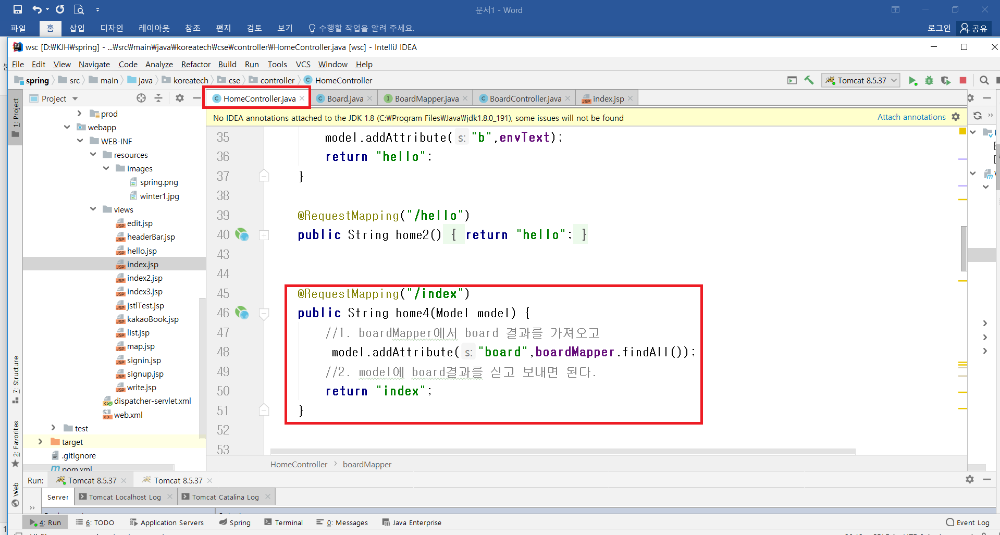 문서1 - Word
파일 홈 삽입 디자인 레이아웃 참조 편지 검토 보기 수행할 작업을 알려 주세요. 로그인 공유
wsc [D:₩KJH₩spring] - ...₩src₩main₩java₩koreatech₩cse₩controller₩HomeController.java [wsc] - IntelliJ IDEA
File Edit View Navigate Code Analyze Refactor Build Run Tools VCS Window Help
spring src main java koreatech cse controller HomeController Tomcat 8.5.37
Project HomeController.java Board.java BoardMapper.java BoardController.java index.jsp
No IDEA annotations attached to the JDK 1.8 (C:₩Program Files₩Java₩jdk1.8.0_191), some issues will not be found Attach annotations
1: Project
7: Structure
2: Favorites
Web
prod
webapp
WEB-INF
resources
images
spring.png
winter1.jpg
views
edit.jsp
headerBar.jsp
hello.jsp
index.jsp
index2.jsp
index3.jsp
jstlTest.jsp
kakaoBook.jsp
list.jsp
map.jsp
signin.jsp
signup.jsp
write.jsp
dispatcher-servlet.xml
web.xml
test
target
.gitignore
pom.xml
35 model.addAttribute( s: "b",envText);
36 return "hello";
37 }
38
39 @RequestMapping("/hello")
40 public String home2() { return "hello"; }
43
44
45 @RequestMapping("/index")
46 public String home4(Model model) {
47 //1. boardMapper에서 board 결과를 가져오고
48 model.addAttribute( s: "board",boardMapper.findAll());
49 //2. model에 board결과를 싣고 보내면 된다.
50 return "index";
51 }
52
53
HomeController boardMapper
Run: Tomcat 8.5.37 Tomcat 8.5.37
Server Tomcat Localhost Log Tomcat Catalina Log
4: Run 6: TODO Application Servers Spring Terminal 0: Messages Java Enterprise Event Log